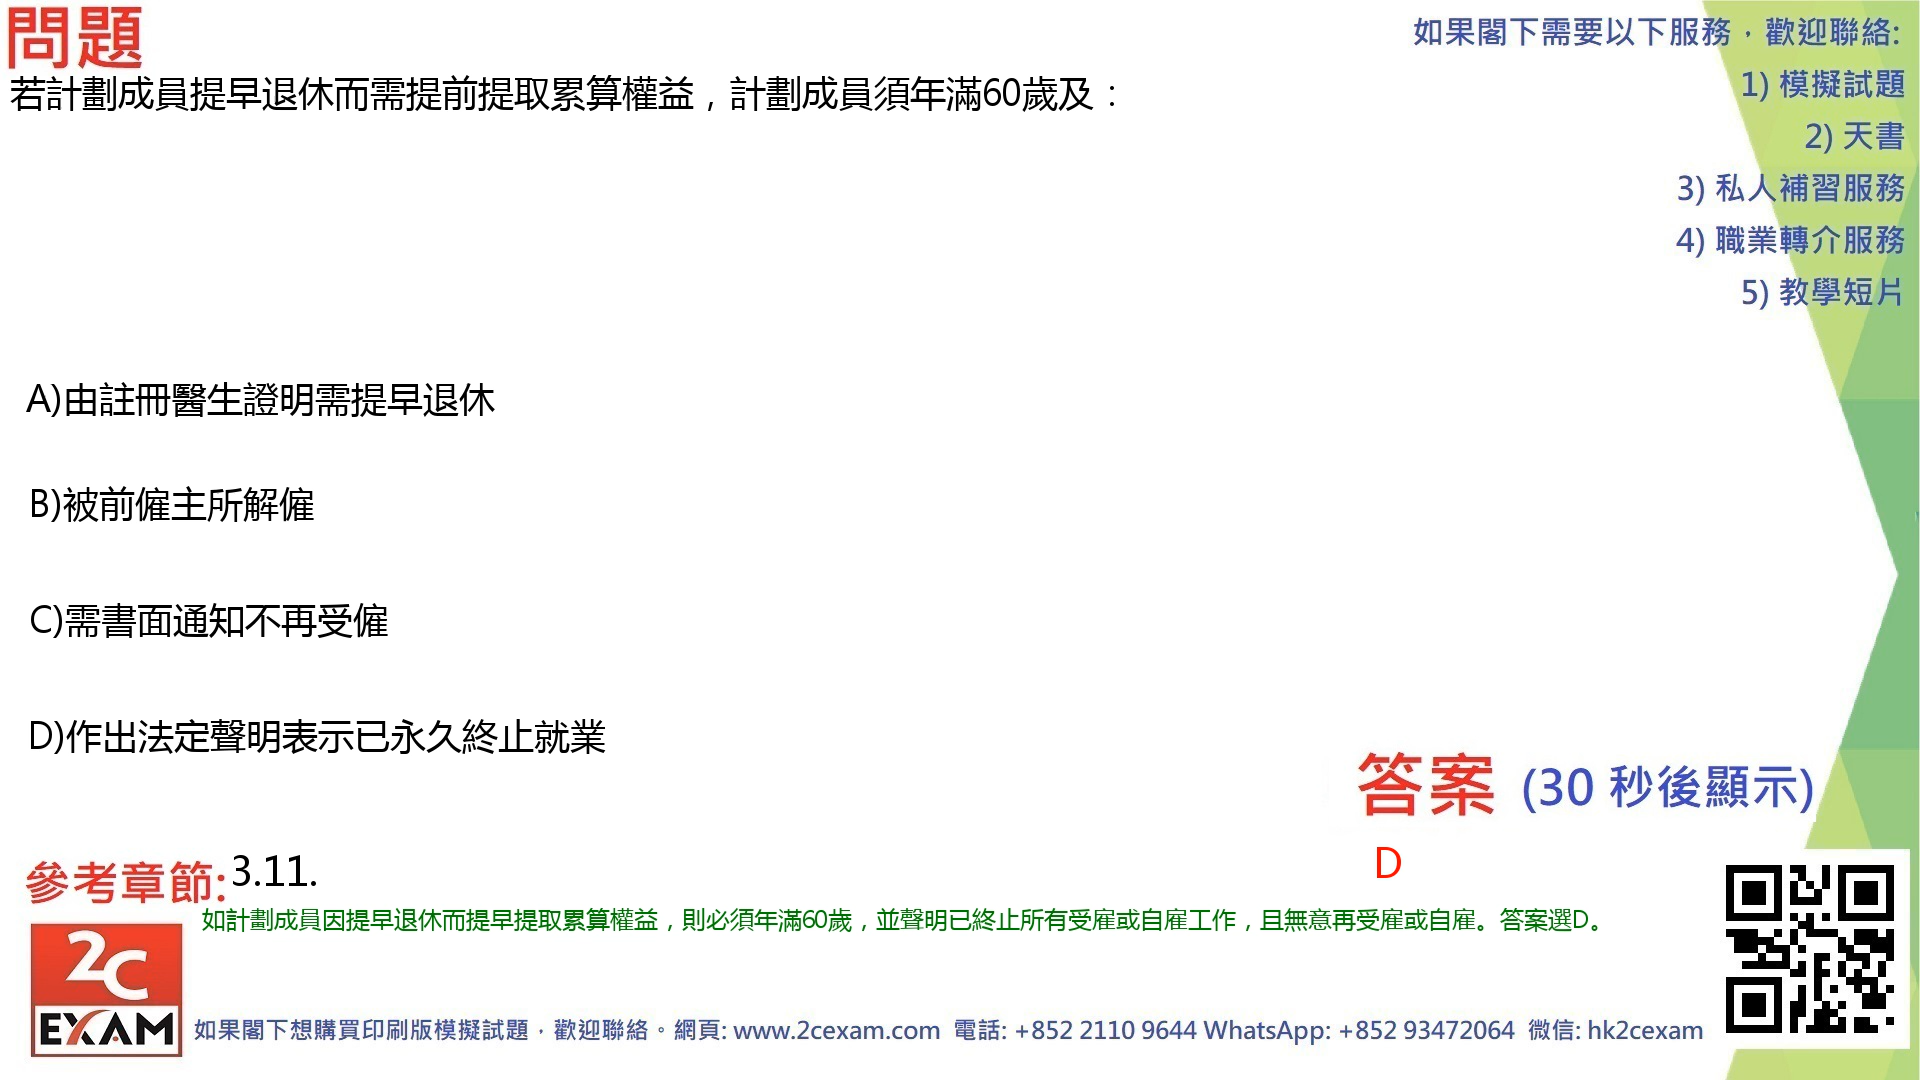 問題
若計劃成員提早退休而需提前提取累算權益，計劃成員須年滿60歲及：
如果閣下需要以下服務，歡迎聯絡:
1) 模擬試題
2) 天書
3) 私人補習服務
4) 職業轉介服務
5) 教學短片
A)由註冊醫生證明需提早退休
B)被前僱主所解僱
C)需書面通知不再受僱
D)作出法定聲明表示已永久終止就業
答案 (30 秒後顯示)
D
參考章節: 3.11.
如計劃成員因提早退休而提早提取累算權益，則必須年滿60歲，並聲明已終止所有受雇或自雇工作，且無意再受雇或自雇。答案選D。
2C
EXAM
如果閣下想購買印刷版模擬試題，歡迎聯絡。網頁: www.2cexam.com 電話: +852 2110 9644 WhatsApp: +852 93472064 微信: hk2cexam